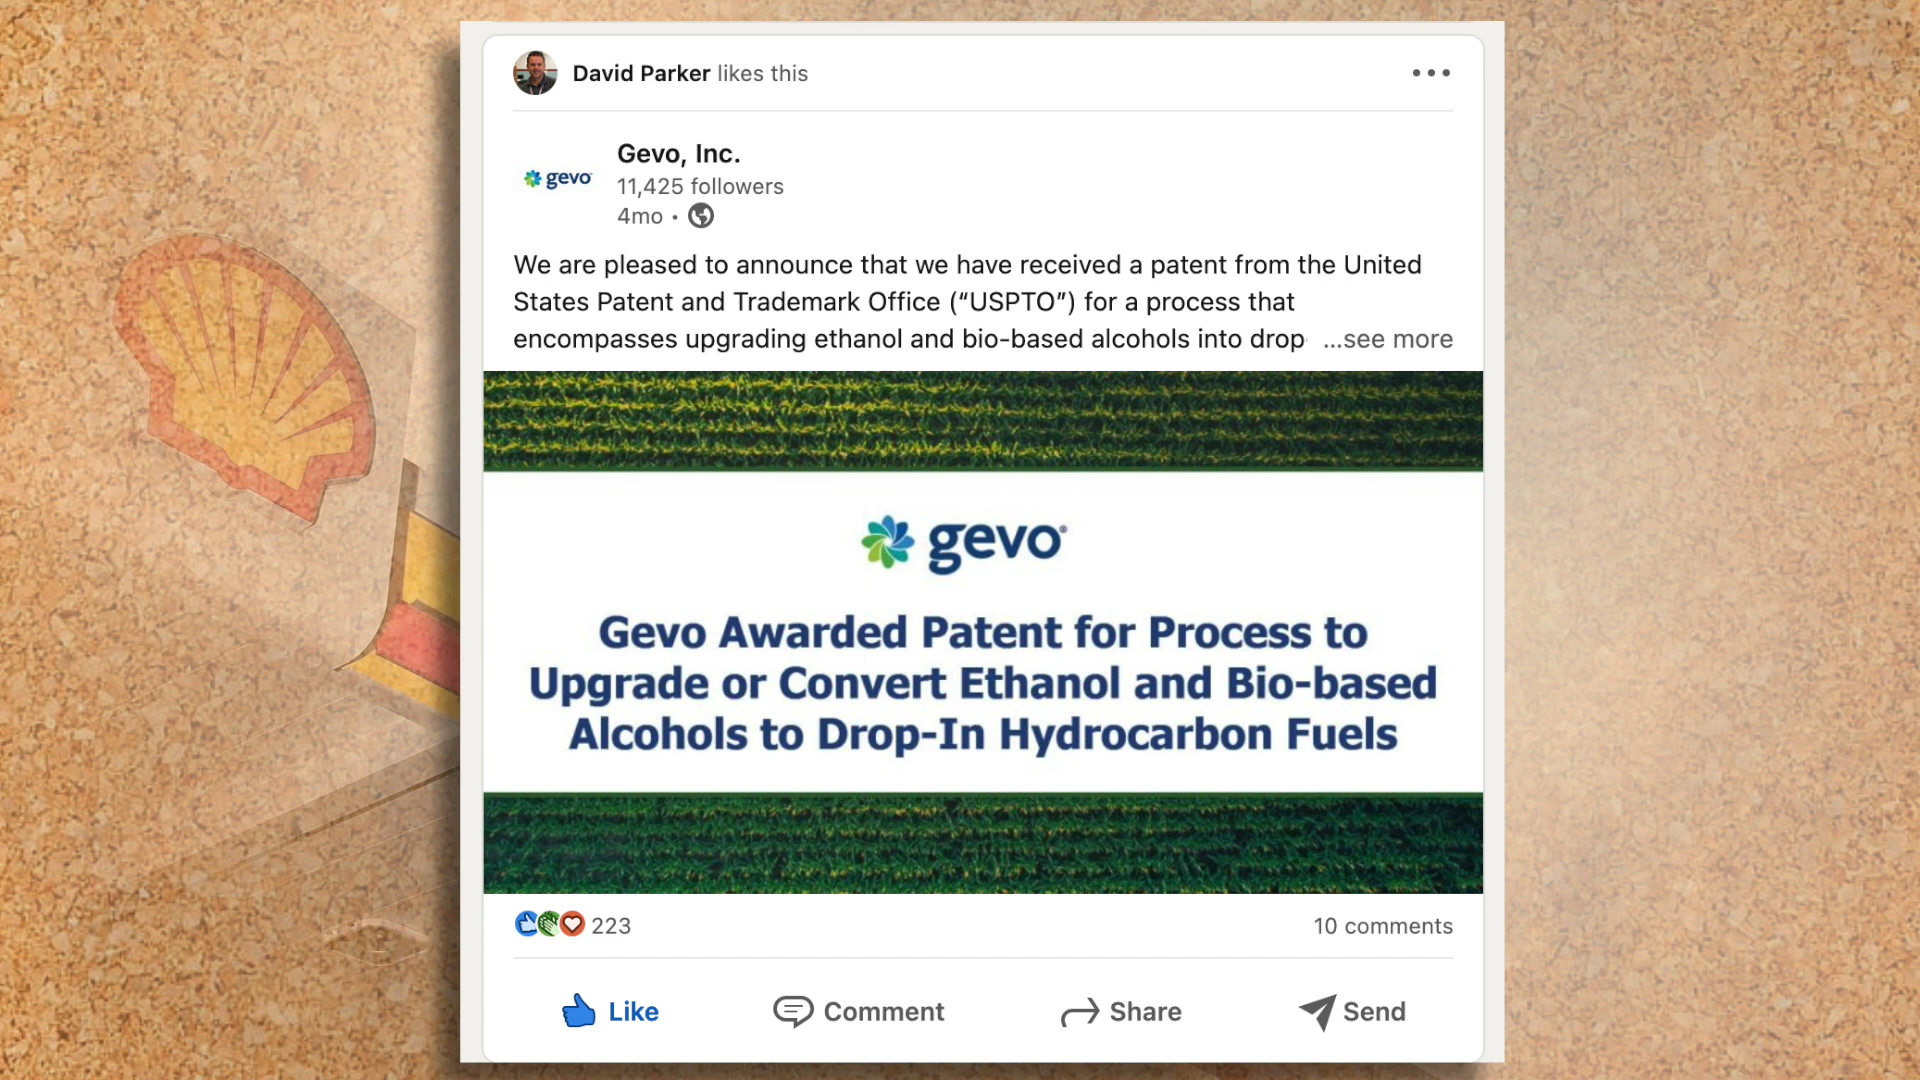 David Parker likes this
gevo
Gevo, Inc.
11,425 followers
4mo •
We are pleased to announce that we have received a patent from the United
States Patent and Trademark Office (“USPTO”) for a process that
encompasses upgrading ethanol and bio-based alcohols into drop ...see more
gevo®
Gevo Awarded Patent for Process to
Upgrade or Convert Ethanol and Bio-based
Alcohols to Drop-In Hydrocarbon Fuels
223 10 comments
Like Comment Share Send